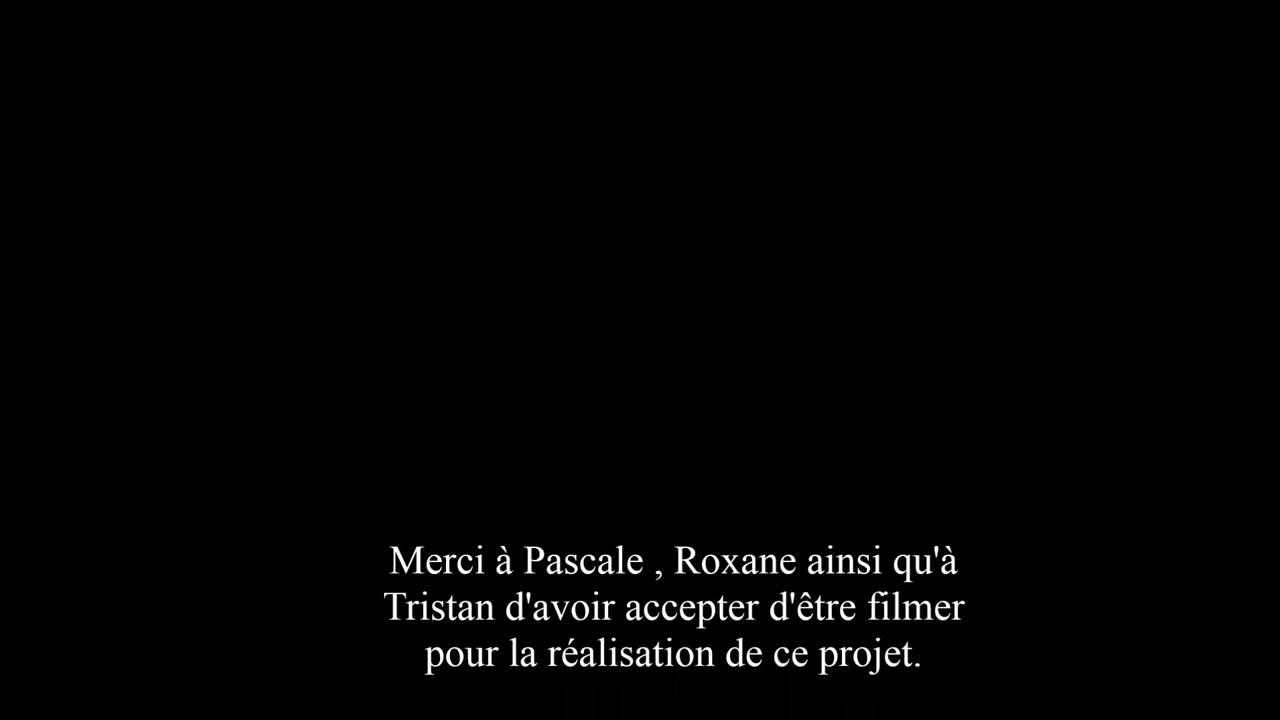 Merci à Pascale , Roxane ainsi qu'à
Tristan d'avoir accepter d'être filmer
pour la réalisation de ce projet.